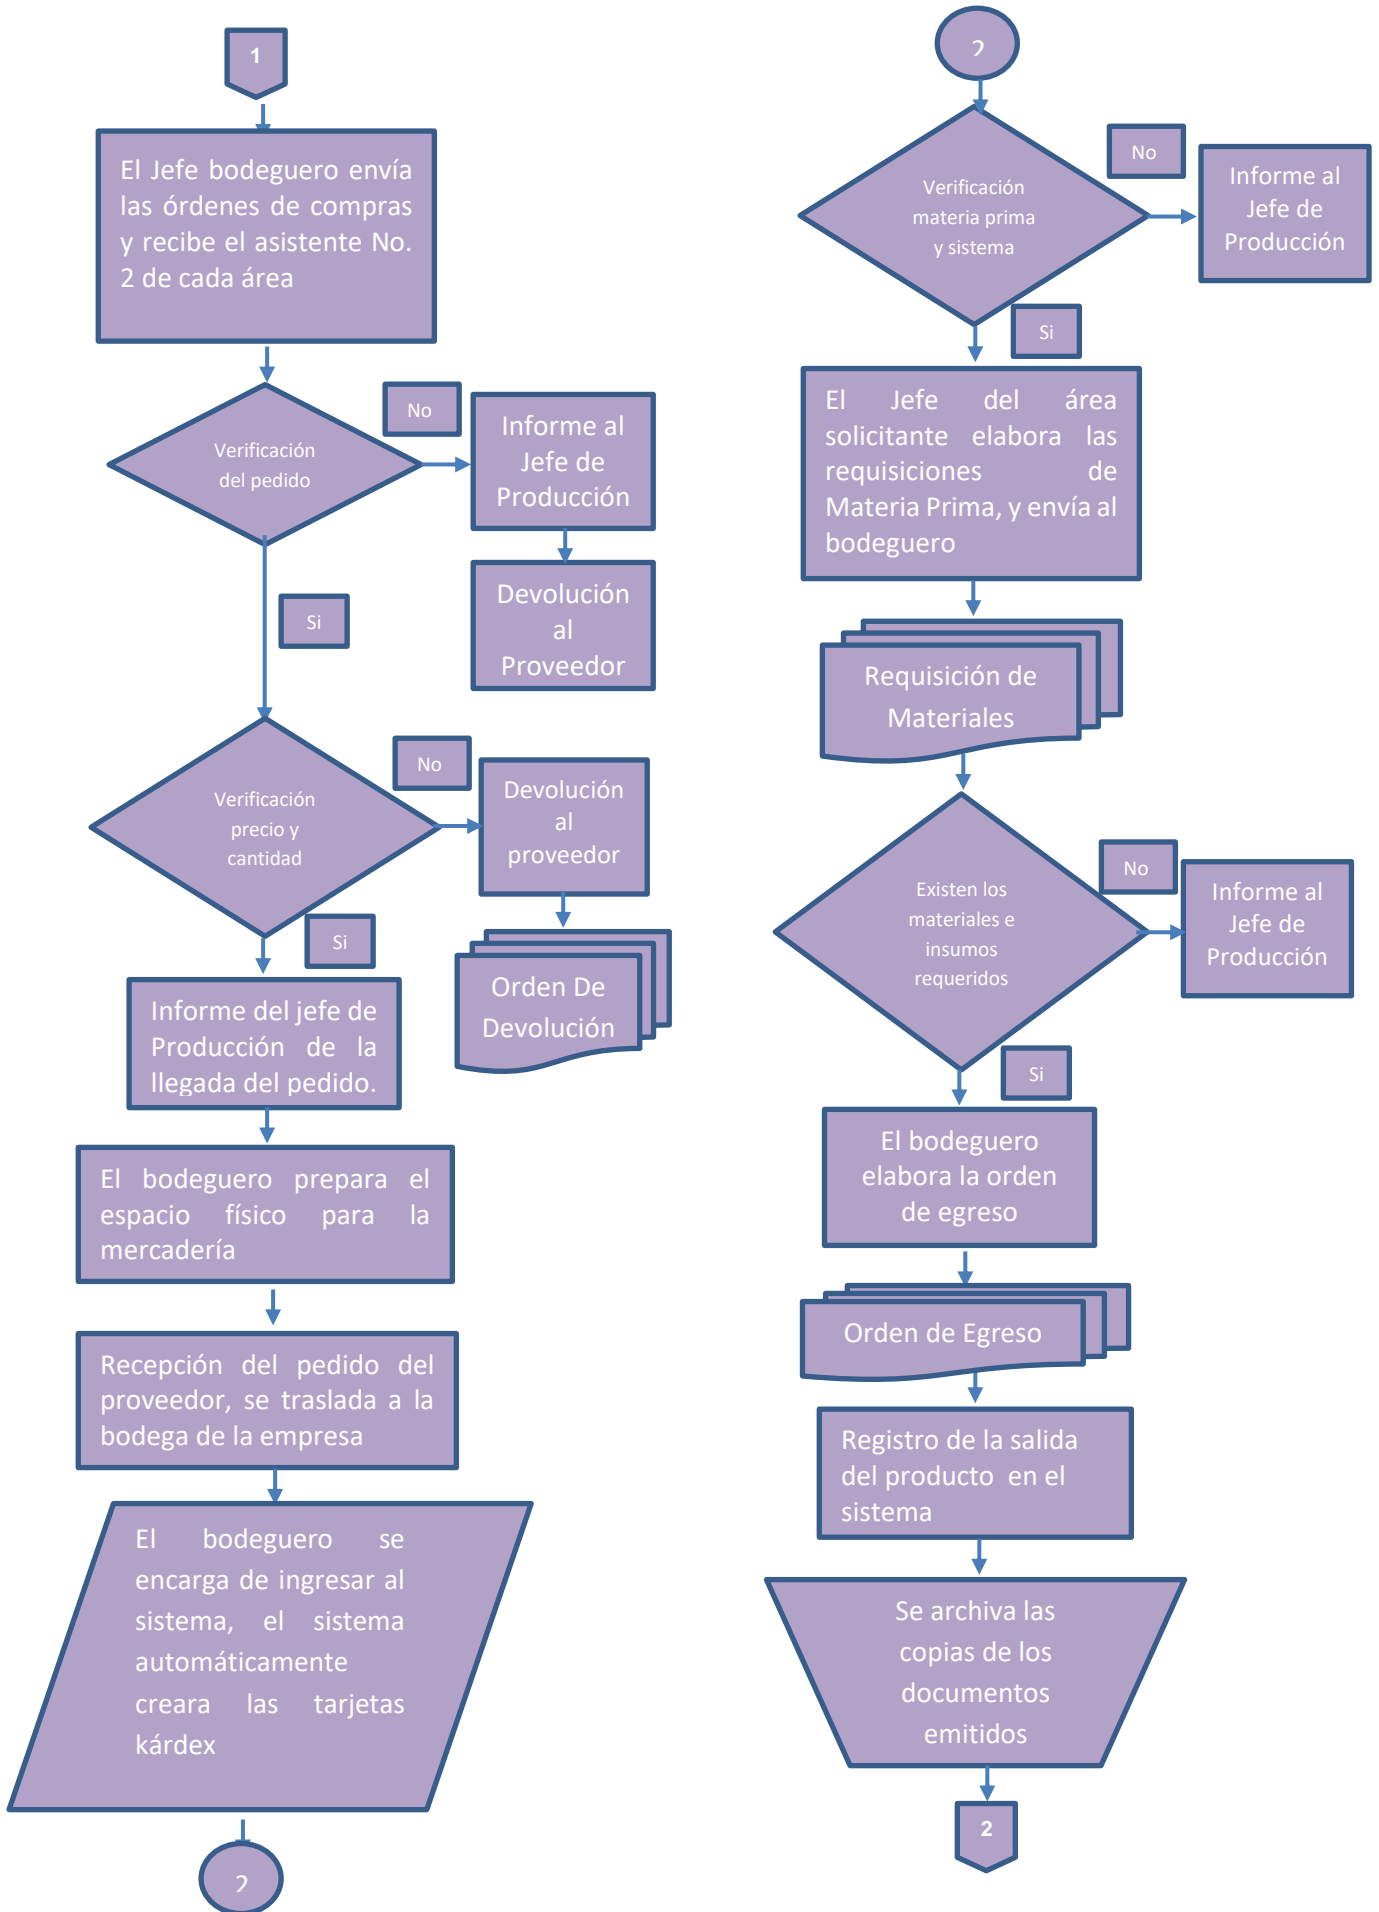 1
El Jefe bodeguero envía
las órdenes de compras
y recibe el asistente No.
2 de cada área
Verificación
del pedido
No
Informe al
Jefe de
Producción
Devolución
al
Proveedor
Si
Verificación
precio y
cantidad
No
Devolución
al
proveedor
Orden De
Devolución
Si
Informe del jefe de
Producción de la
llegada del pedido.
El bodeguero prepara el
espacio físico para la
mercadería
Recepción del pedido del
proveedor, se traslada a la
bodega de la empresa
El bodeguero se
encarga de ingresar al
sistema, el sistema
automáticamente
creara las tarjetas
kárdex
2
2
Verificación
materia prima
y sistema
No
Informe al
Jefe de
Producción
Si
El Jefe del área
solicitante elabora las
requisiciones de
Materia Prima, y envía al
bodeguero
Requisición de
Materiales
Existen los
materiales e
insumos
requeridos
No
Informe al
Jefe de
Producción
Si
El bodeguero
elabora la orden
de egreso
Orden de Egreso
Registro de la salida
del producto en el
sistema
Se archiva las
copias de los
documentos
emitidos
2